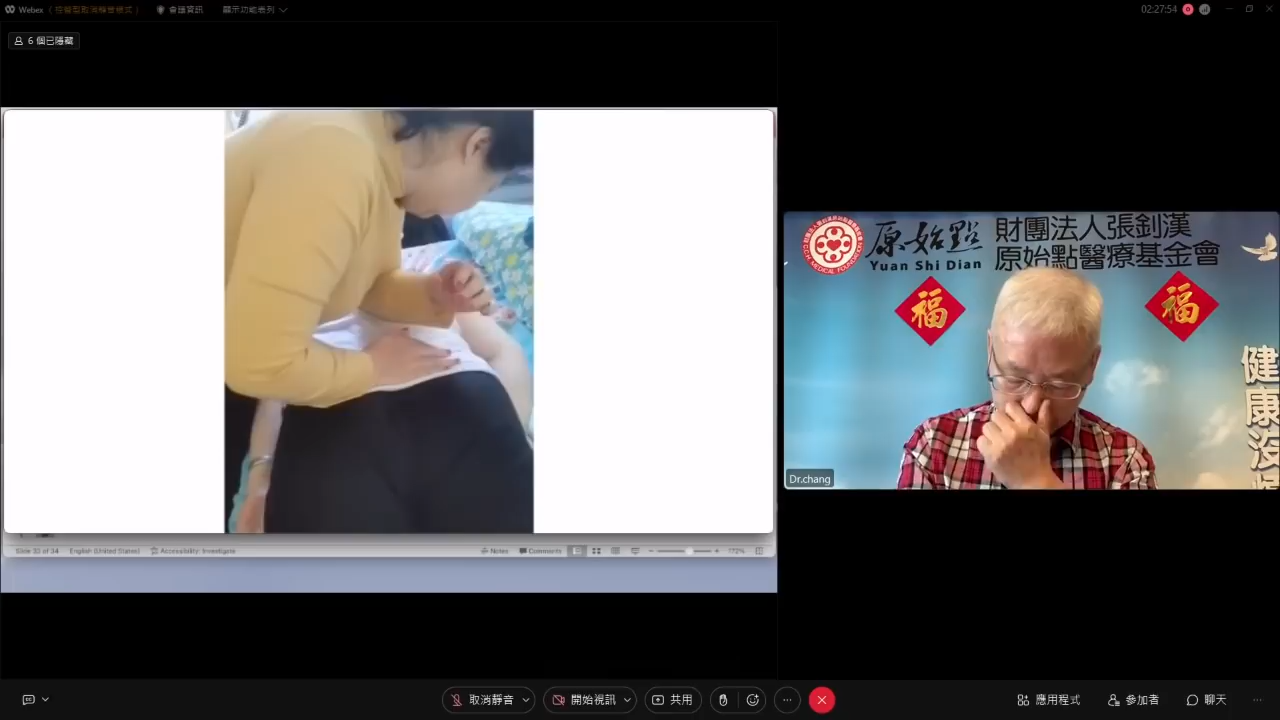 Webex
會議資訊
顯示功能表列
02:27:54
6 個已隱藏
原始點
Yuan Shi Dian
財團法人張釗漢
原始點醫療基金會
福
福
健康沒
Dr.chang
Slide 33 of 34
English (United States)
Accessibility: Investigate
Notes
Comments
172%
取消靜音
開始視訊
共用
應用程式
參加者
聊天